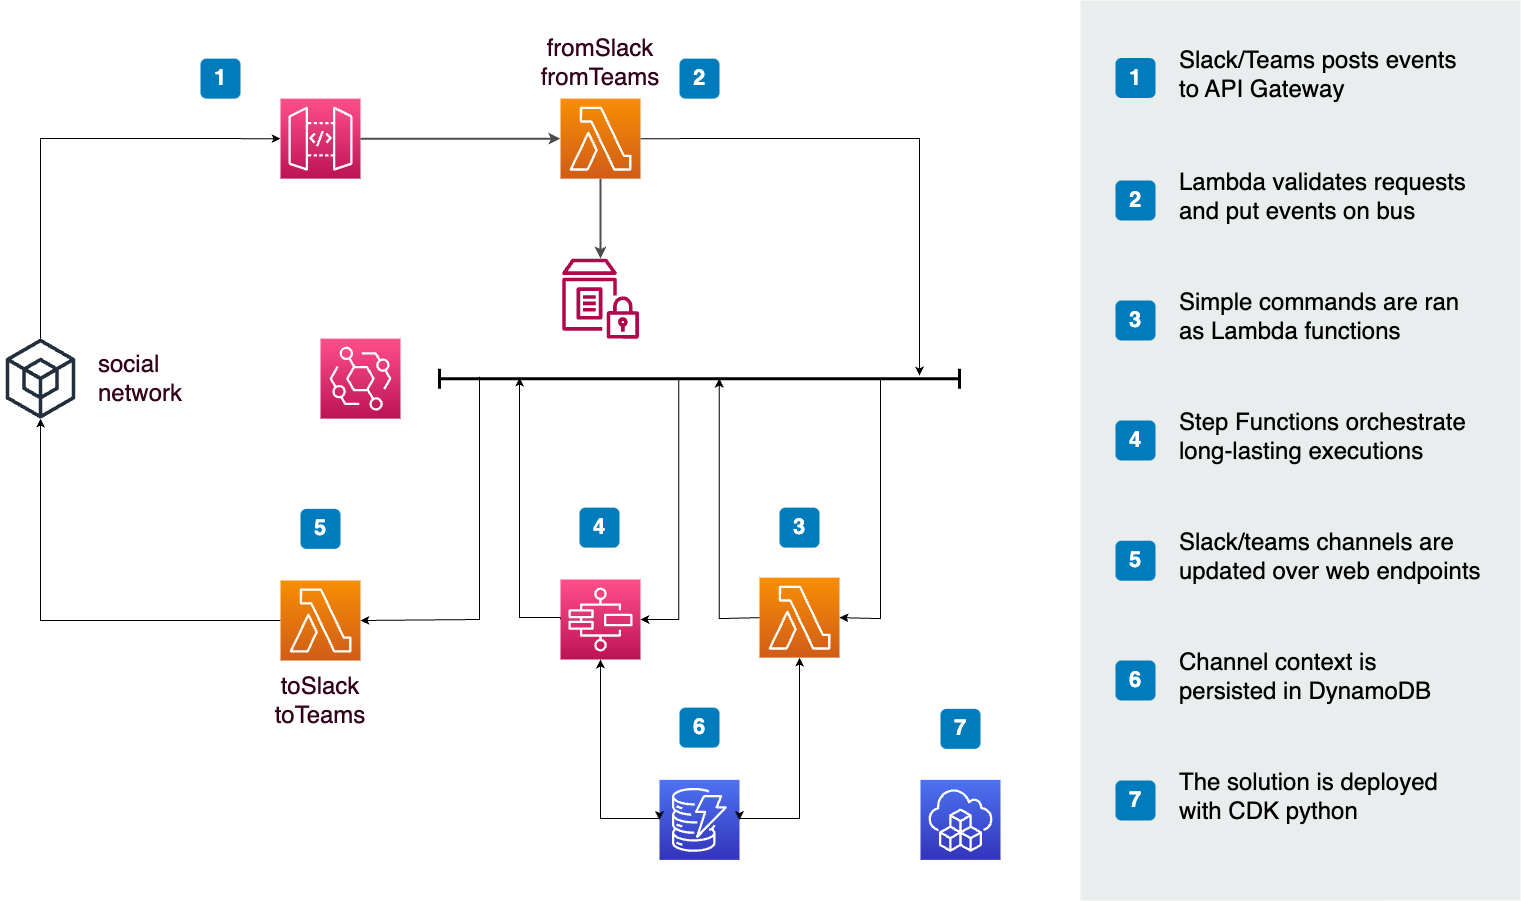 fromSlack
fromTeams
1
2
</>
social
network
5
4
3
toSlack
toTeams
6
7
1
Slack/Teams posts events
to API Gateway
2
Lambda validates requests
and put events on bus
3
Simple commands are ran
as Lambda functions
4
Step Functions orchestrate
long-lasting executions
5
Slack/teams channels are
updated over web endpoints
6
Channel context is
persisted in DynamoDB
7
The solution is deployed
with CDK python